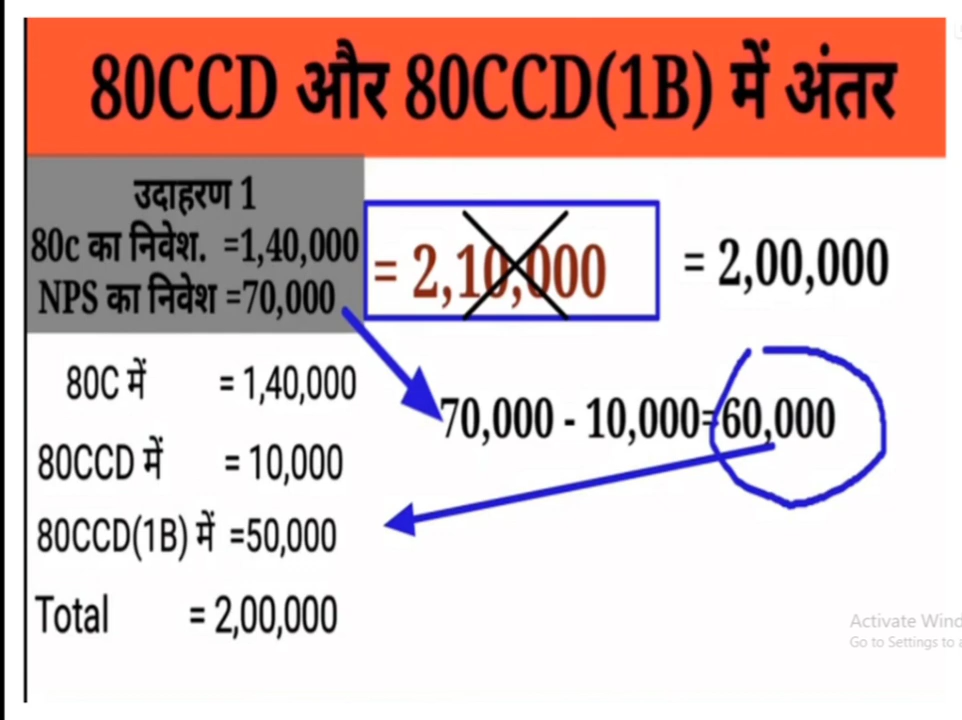 80CCD और 80CCD(1B) में अंतर
उदाहरण 1
80c का निवेश. =1,40,000
NPS का निवेश =70,000
= 2,10,000
= 2,00,000
80C में = 1,40,000
70,000 - 10,000=60,000
80CCD में = 10,000
80CCD(1B) में =50,000
Total = 2,00,000
Activate Wind
Go to Settings to a